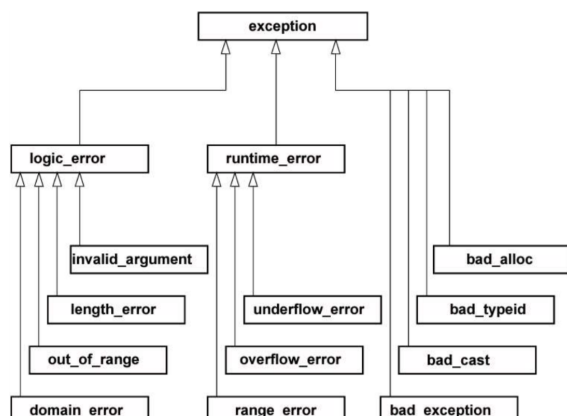 exception
logic_error
runtime_error
invalid_argument
bad_alloc
length_error
underflow_error
bad_typeid
out_of_range
overflow_error
bad_cast
domain_error
range_error
bad_exception